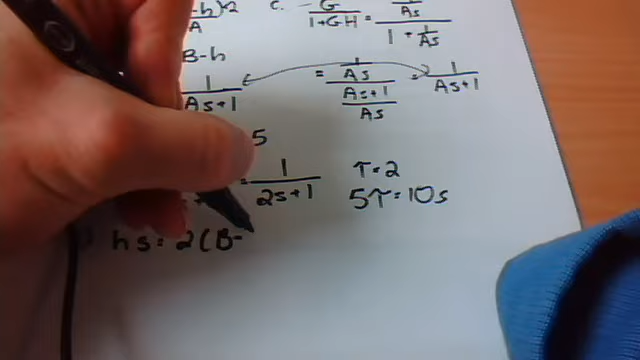 -h)×2
A
c. G/(1+GH) = (1/As)/(1+1/As)
B-h
1/(As+1) = (1/As)/((As+1)/As) = 1/(As+1)
5
= 1/(2s+1) τ=2
5τ=10s
hs=2(B-